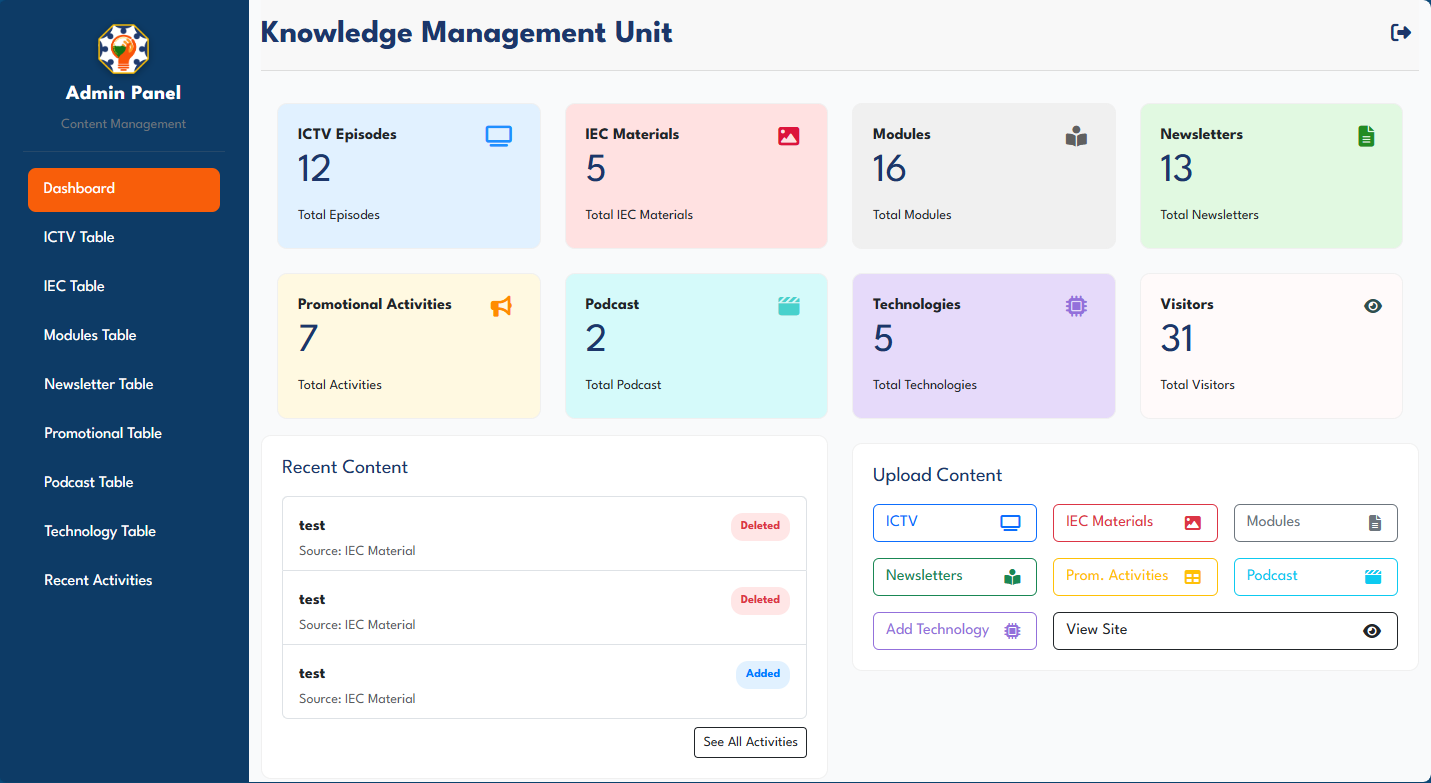 Admin Panel
Content Management
Dashboard
ICTV Table
IEC Table
Modules Table
Newsletter Table
Promotional Table
Podcast Table
Technology Table
Recent Activities
Knowledge Management Unit
ICTV Episodes
12
Total Episodes
IEC Materials
5
Total IEC Materials
Modules
16
Total Modules
Newsletters
13
Total Newsletters
Promotional Activities
7
Total Activities
Podcast
2
Total Podcast
Technologies
5
Total Technologies
Visitors
31
Total Visitors
Recent Content
test
Deleted
Source: IEC Material
test
Deleted
Source: IEC Material
test
Added
Source: IEC Material
See All Activities
Upload Content
ICTV
IEC Materials
Modules
Newsletters
Prom. Activities
Podcast
Add Technology
View Site